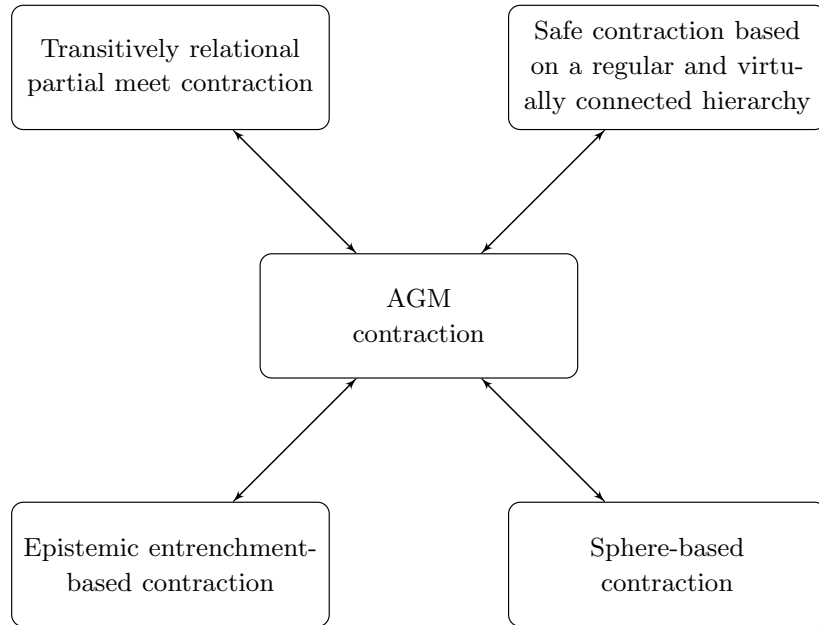 Transitively relational
partial meet contraction
Safe contraction based
on a regular and virtu-
ally connected hierarchy
AGM
contraction
Epistemic entrenchment-
based contraction
Sphere-based
contraction